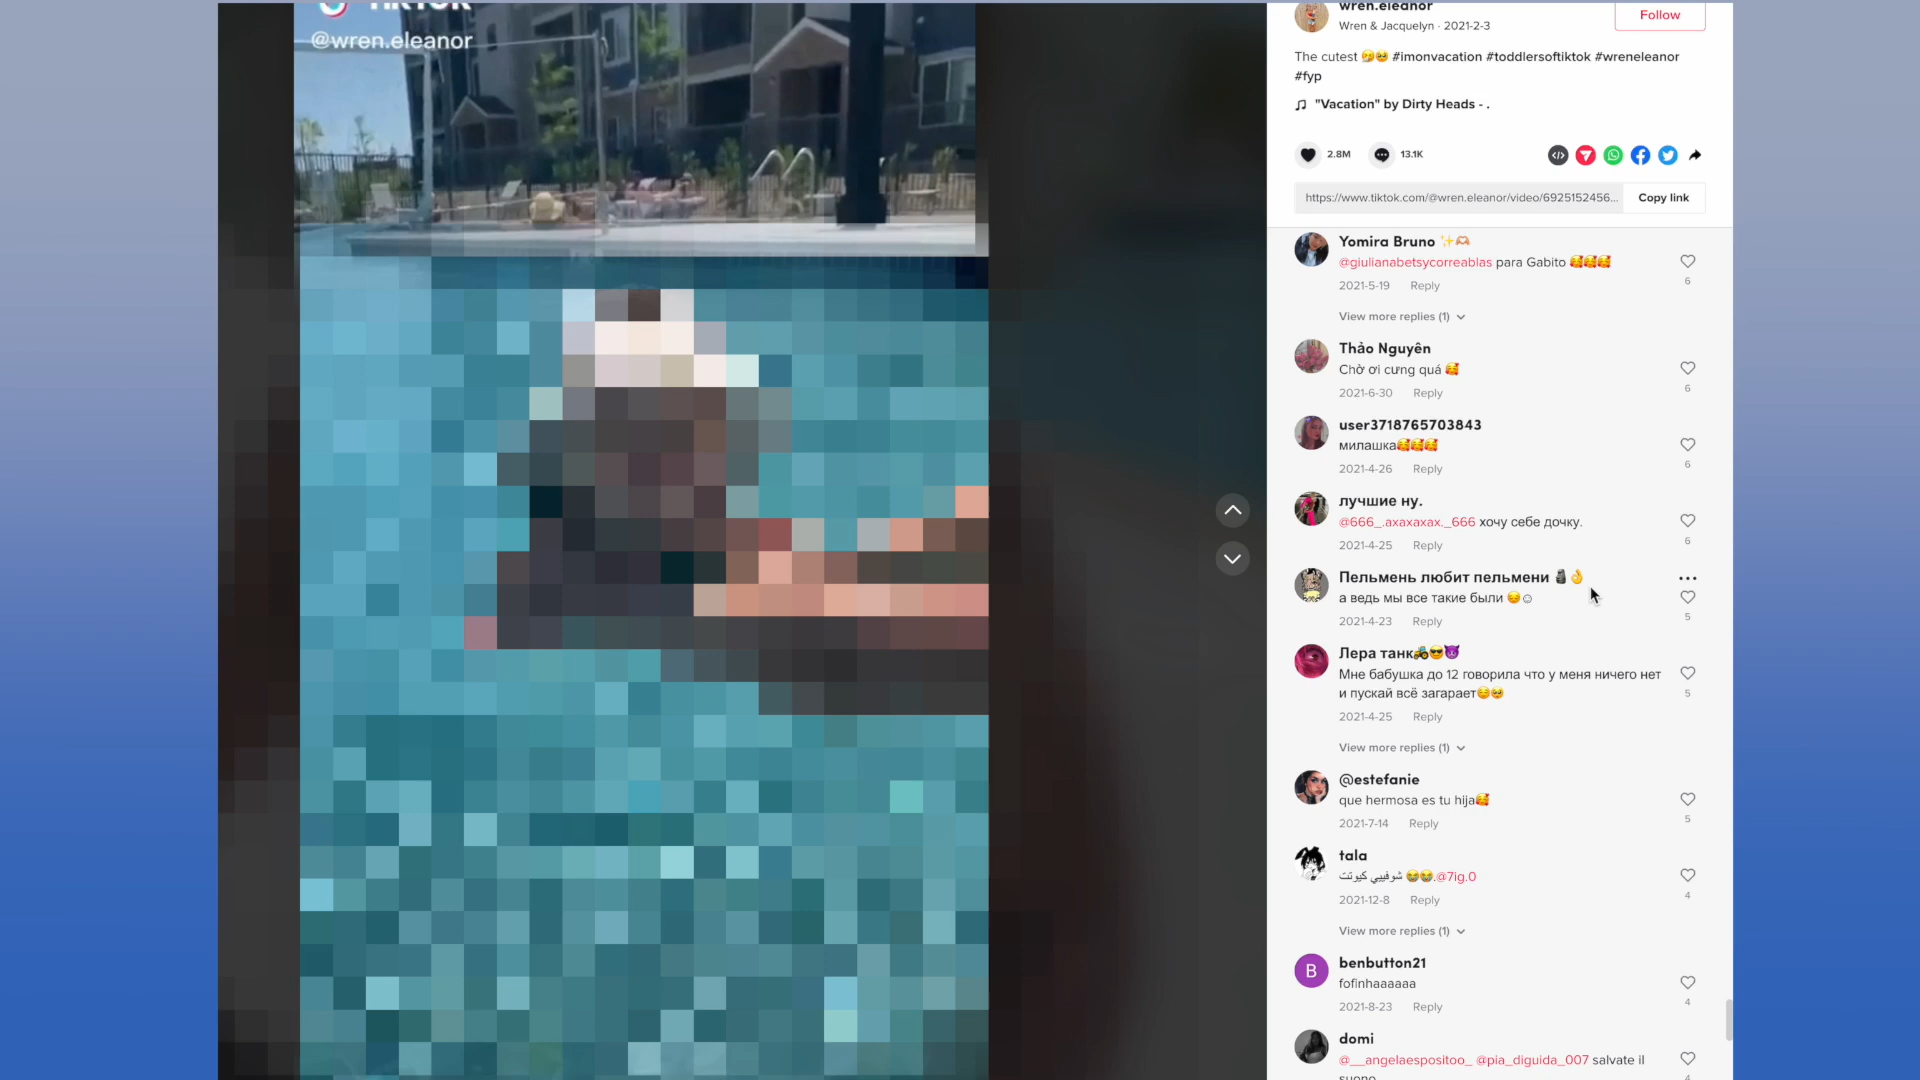 TikTok
@wren.eleanor
wren.eleanor
Wren & Jacquelyn · 2021-2-3
Follow
The cutest 🥲🥹 #imonvacation #toddlersoftiktok #wreneleanor
#fyp
♫ "Vacation" by Dirty Heads - .
2.8M
13.1K
https://www.tiktok.com/@wren.eleanor/video/6925152456...
Copy link
Yomira Bruno ✨🫶🏻
@giulianabetsycorreablas para Gabito 🥰🥰🥰
6
2021-5-19 Reply
View more replies (1)
Thảo Nguyên
Chờ ơi cưng quá 🥰
6
2021-6-30 Reply
user3718765703843
милашка🥰🥰🥰
6
2021-4-26 Reply
лучшие ну.
@666_.axaxaxax._666 хочу себе дочку.
6
2021-4-25 Reply
Пельмень любит пельмени 🗿👌
а ведь мы все такие были 😔☺
5
2021-4-23 Reply
Лера танк🚜😎😈
Мне бабушка до 12 говорила что у меня ничего нет
и пускай всё загарает😌🥹
5
2021-4-25 Reply
View more replies (1)
@estefanie
que hermosa es tu hija🥰
5
2021-7-14 Reply
tala
شوفيبي كيوتت 😭😭.@7ig.0
4
2021-12-8 Reply
View more replies (1)
B
benbutton21
fofinhaaaaaa
4
2021-8-23 Reply
domi
@__angelaespositoo_ @pia_diguida_007 salvate il
suono